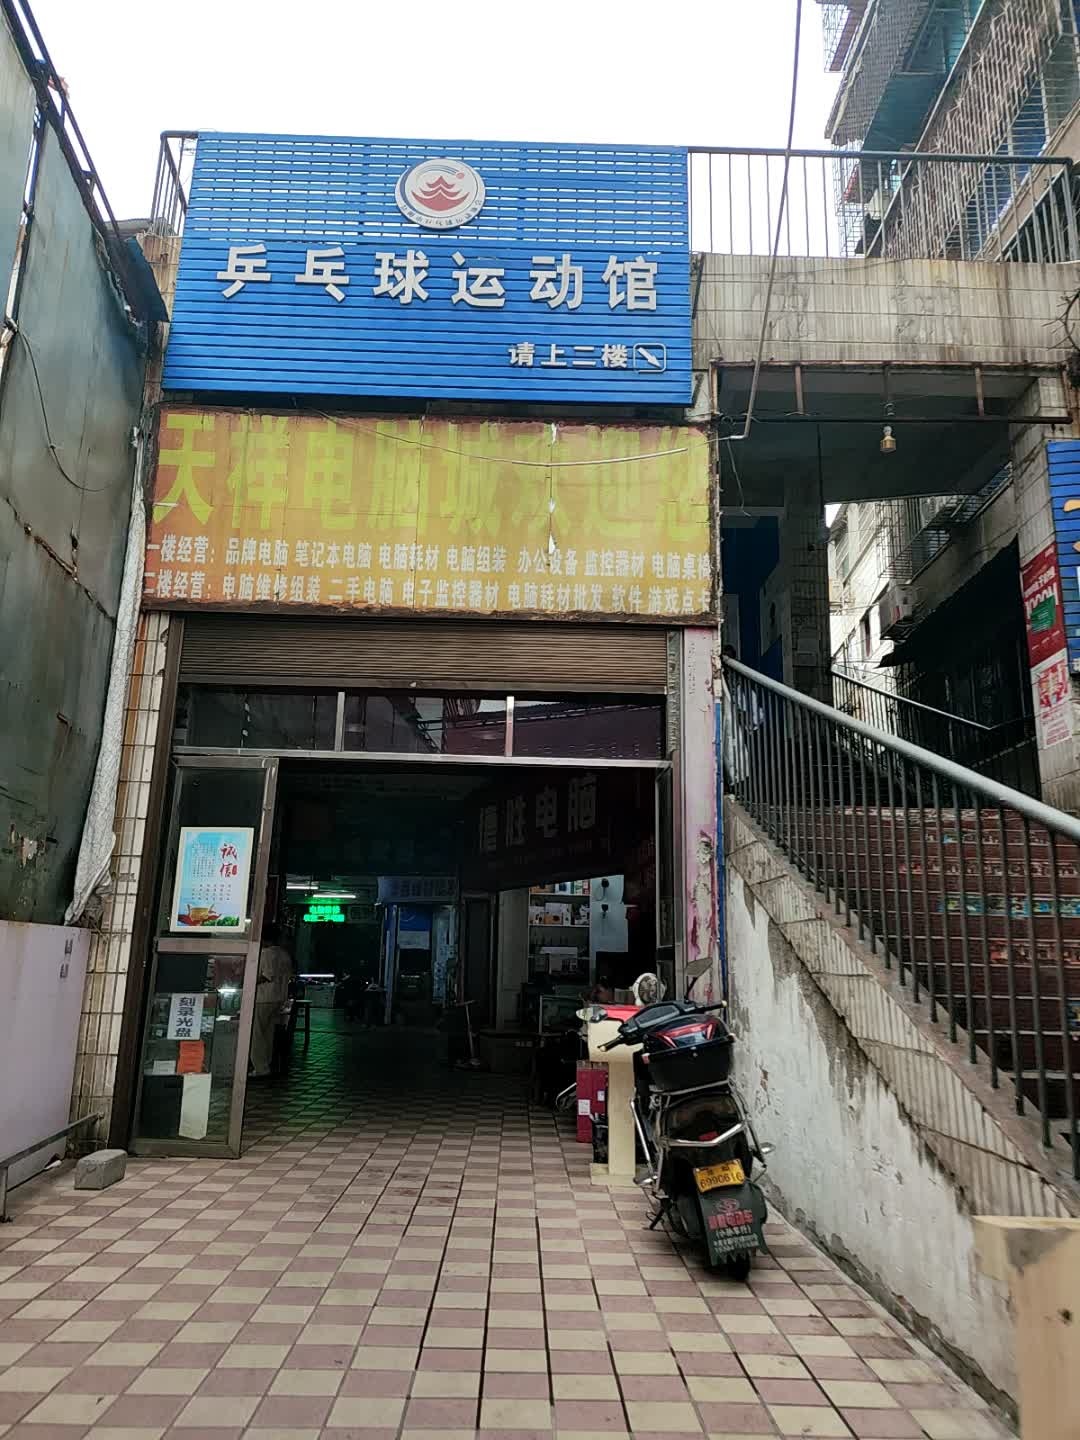 乒乓球运动馆
请上二楼
天祥电脑城欢迎您
一楼经营：品牌电脑 笔记本电脑 电脑耗材 电脑组装 办公设备 监控器材 电脑桌椅
二楼经营：电脑维修组装 二手电脑 电子监控器材 电脑耗材批发 软件 游戏点卡
德胜电脑
诚信
电脑维修
刻录光盘